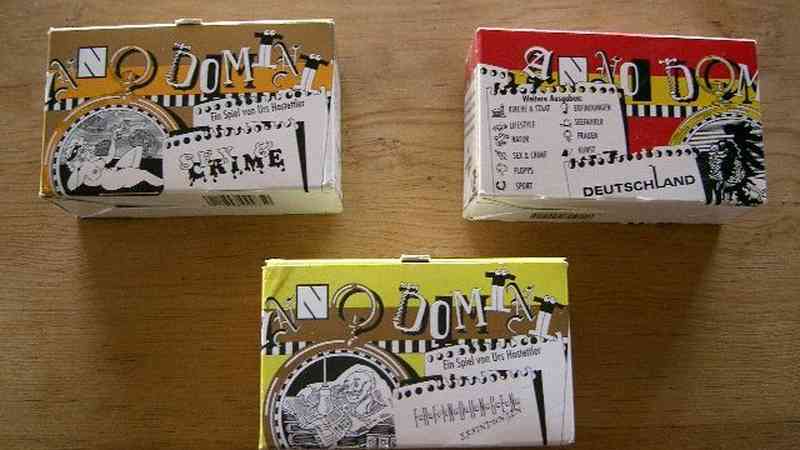 ANNO DOMINI
Ein Spiel von Urs Hostettler
SEX &
CRIME
ANNO DOM
Weitere Ausgaben:
KIRCHE & STAAT
LIFESTYLE
NATUR
SEX & CRIME
FLOPPS
SPORT
ERFINDUNGEN
SEEFAHRER
FRAUEN
KUNST
DEUTSCHLAND
ANNO DOMINI
Ein Spiel von Urs Hostettler
ERFINDUNGEN